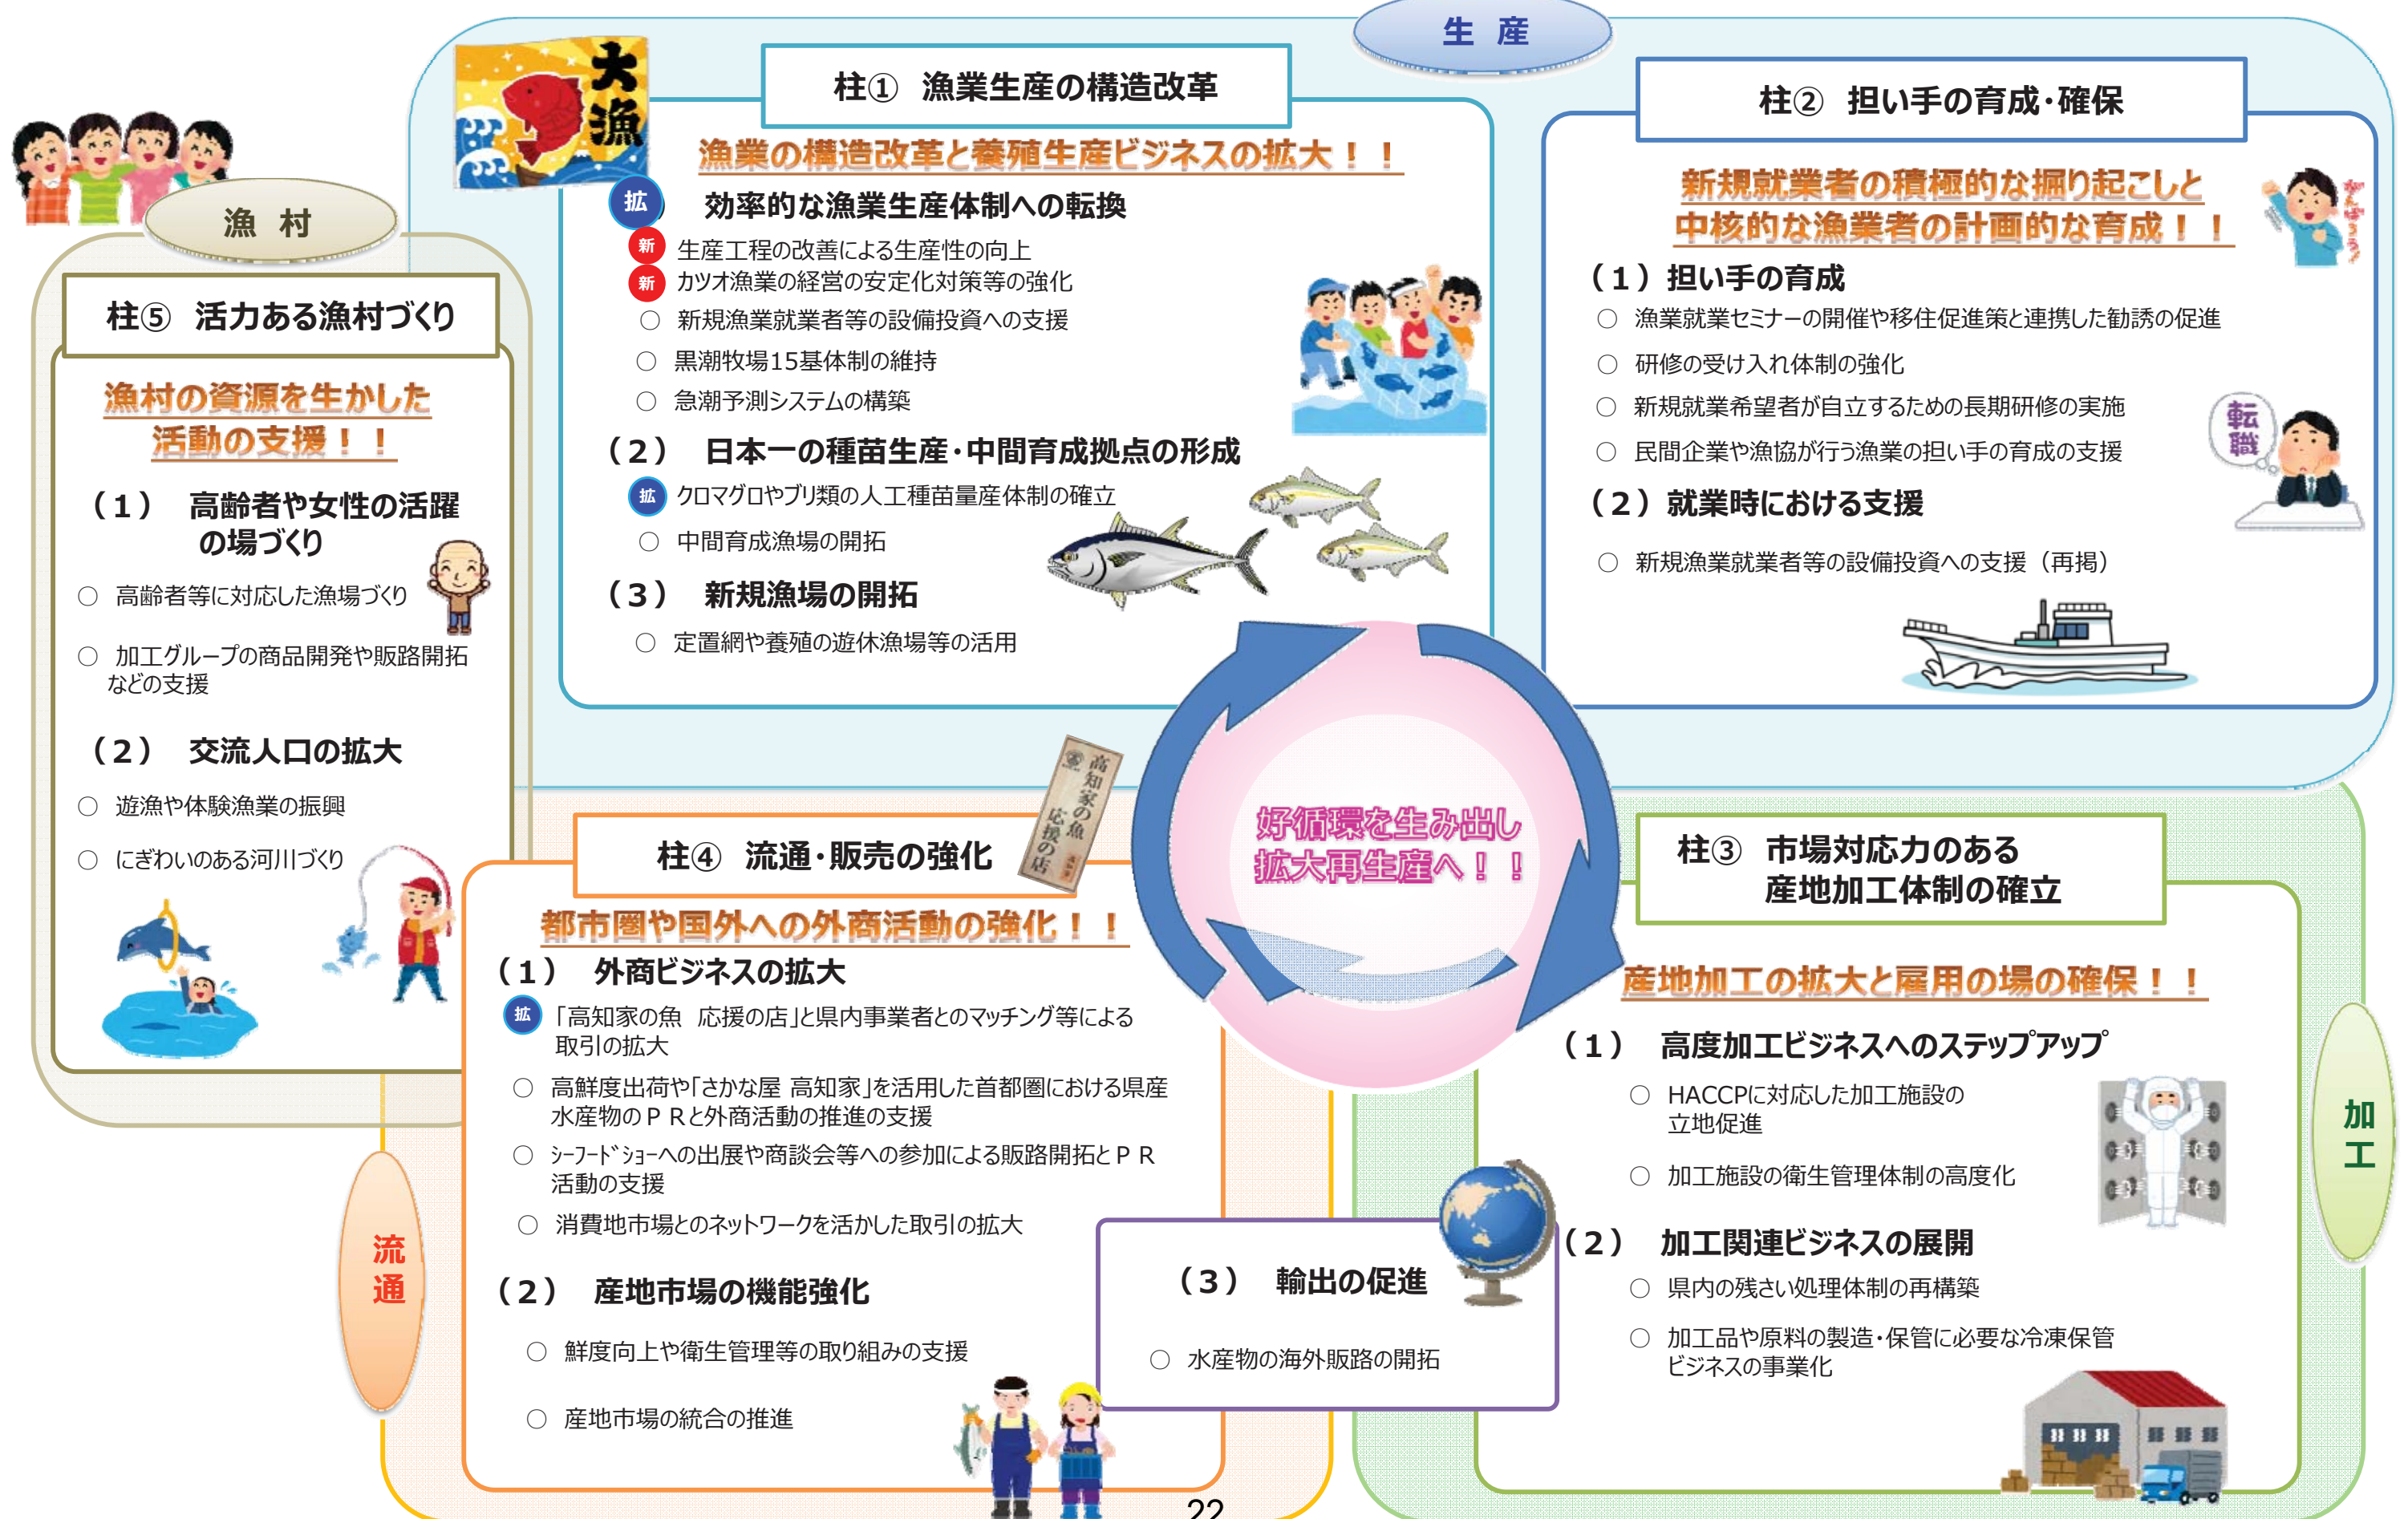 生 産
大漁
柱① 漁業生産の構造改革
漁業の構造改革と養殖生産ビジネスの拡大！！
拡 ） 効率的な漁業生産体制への転換
新 生産工程の改善による生産性の向上
新 カツオ漁業の経営の安定化対策等の強化
○ 新規漁業就業者等の設備投資への支援
○ 黒潮牧場15基体制の維持
○ 急潮予測システムの構築
（２） 日本一の種苗生産・中間育成拠点の形成
拡 クロマグロやブリ類の人工種苗量産体制の確立
○ 中間育成漁場の開拓
（３） 新規漁場の開拓
○ 定置網や養殖の遊休漁場等の活用
柱② 担い手の育成・確保
新規就業者の積極的な掘り起こしと
中核的な漁業者の計画的な育成！！
がんばろう！
（１）担い手の育成
○ 漁業就業セミナーの開催や移住促進策と連携した勧誘の促進
○ 研修の受け入れ体制の強化
○ 新規就業希望者が自立するための長期研修の実施
○ 民間企業や漁協が行う漁業の担い手の育成の支援
転職
（２）就業時における支援
○ 新規漁業就業者等の設備投資への支援（再掲）
漁 村
柱⑤ 活力ある漁村づくり
漁村の資源を生かした
活動の支援！！
（１） 高齢者や女性の活躍
の場づくり
○ 高齢者等に対応した漁場づくり
○ 加工グループの商品開発や販路開拓
などの支援
（２） 交流人口の拡大
○ 遊漁や体験漁業の振興
○ にぎわいのある河川づくり
好循環を生み出し
拡大再生産へ！！
流通
柱④ 流通・販売の強化
高知家の魚
応援の店
都市圏や国外への外商活動の強化！！
（１） 外商ビジネスの拡大
拡 「高知家の魚 応援の店」と県内事業者とのマッチング等による
取引の拡大
○ 高鮮度出荷や「さかな屋 高知家」を活用した首都圏における県産
水産物のＰＲと外商活動の推進の支援
○ ｼｰﾌｰﾄﾞｼｮｰへの出展や商談会等への参加による販路開拓とＰＲ
活動の支援
○ 消費地市場とのネットワークを活かした取引の拡大
（２） 産地市場の機能強化
○ 鮮度向上や衛生管理等の取り組みの支援
○ 産地市場の統合の推進
（３） 輸出の促進
○ 水産物の海外販路の開拓
加工
柱③ 市場対応力のある
産地加工体制の確立
産地加工の拡大と雇用の場の確保！！
（１） 高度加工ビジネスへのステップアップ
○ HACCPに対応した加工施設の
立地促進
○ 加工施設の衛生管理体制の高度化
（２） 加工関連ビジネスの展開
○ 県内の残さい処理体制の再構築
○ 加工品や原料の製造・保管に必要な冷凍保管
ビジネスの事業化
22